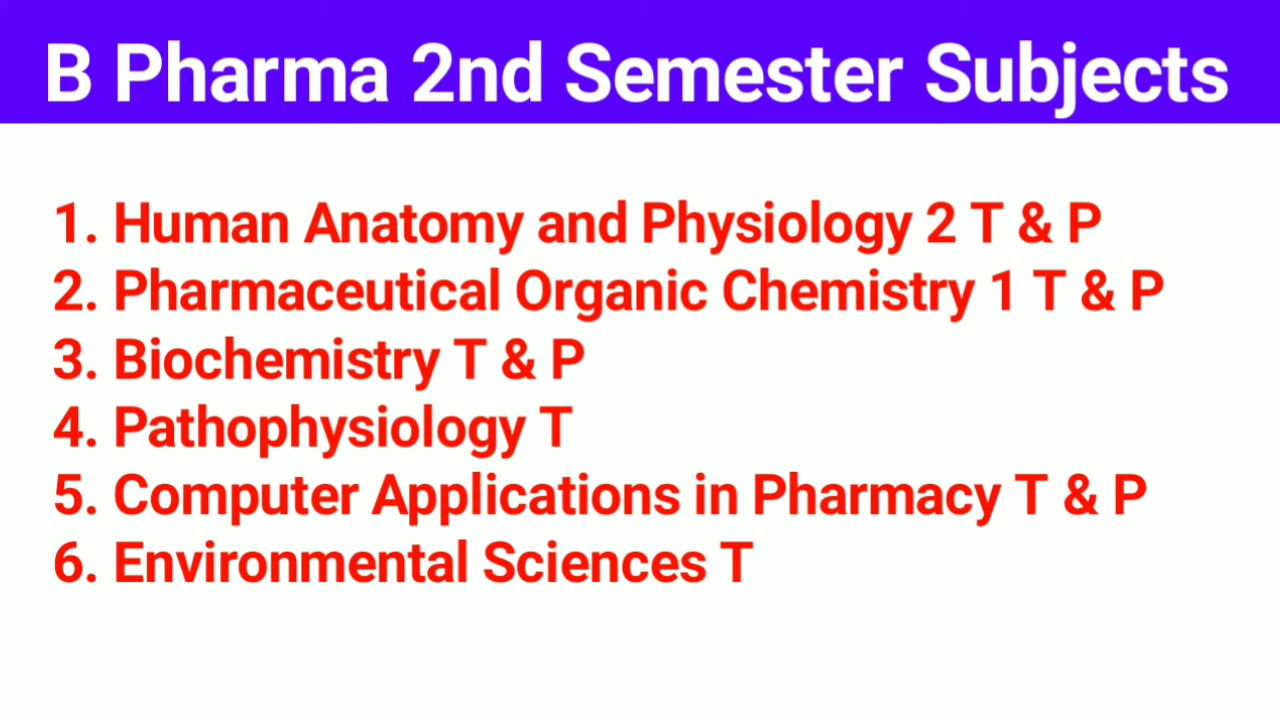 B Pharma 2nd Semester Subjects
1. Human Anatomy and Physiology 2 T & P
2. Pharmaceutical Organic Chemistry 1 T & P
3. Biochemistry T & P
4. Pathophysiology T
5. Computer Applications in Pharmacy T & P
6. Environmental Sciences T